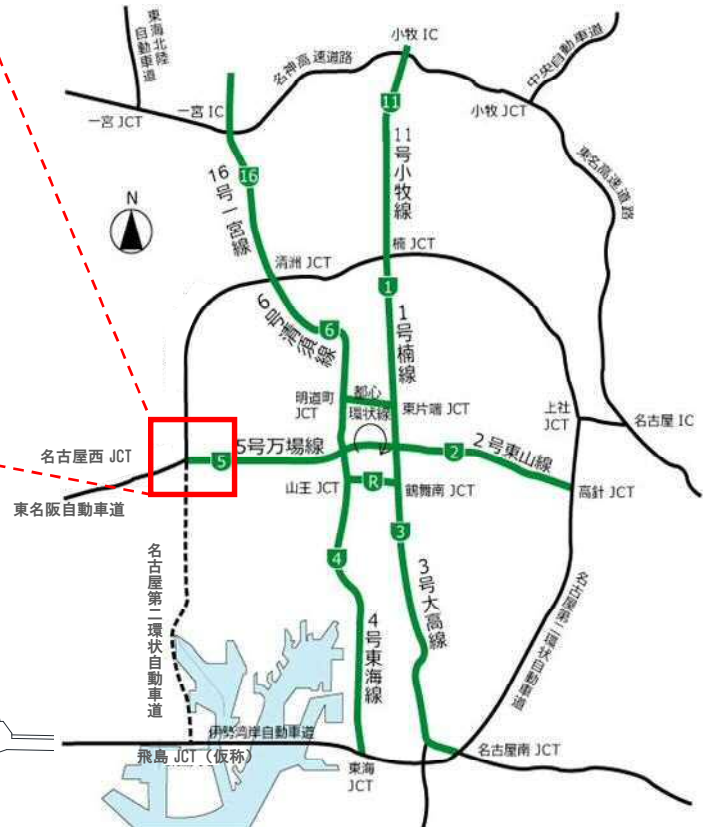 東海北陸
自動車道
小牧 IC
名神高速道路
中央自動車道
一宮 JCT
一宮 IC
11
小牧 JCT
11号小牧線
東名高速道路
16
16号一宮線
N
楠 JCT
清洲 JCT
1
6号清須線
6
1号楠線
明道町
JCT
都心
環状線
東片端 JCT
上社
JCT
名古屋 IC
名古屋西 JCT
5
5号万場線
2
2号東山線
東名阪自動車道
山王 JCT
R
鶴舞南 JCT
高針 JCT
3
4
3号大高線
名古屋第二環状自動車道
4号東海線
名古屋第二環状自動車道
伊勢湾岸自動車道
飛島 JCT（仮称）
東海
JCT
名古屋南 JCT